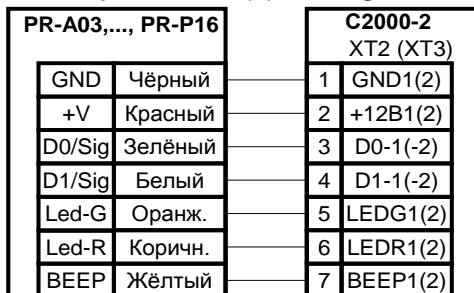 PR-A03,..., PR-P16 C2000-2
XT2 (XT3)
GND Чёрный 1 GND1(2)
+V Красный 2 +12В1(2)
D0/Sig Зелёный 3 D0-1(-2)
D1/Sig Белый 4 D1-1(-2)
Led-G Оранж. 5 LEDG1(2)
Led-R Коричн. 6 LEDR1(2)
BEEP Жёлтый 7 BEEP1(2)